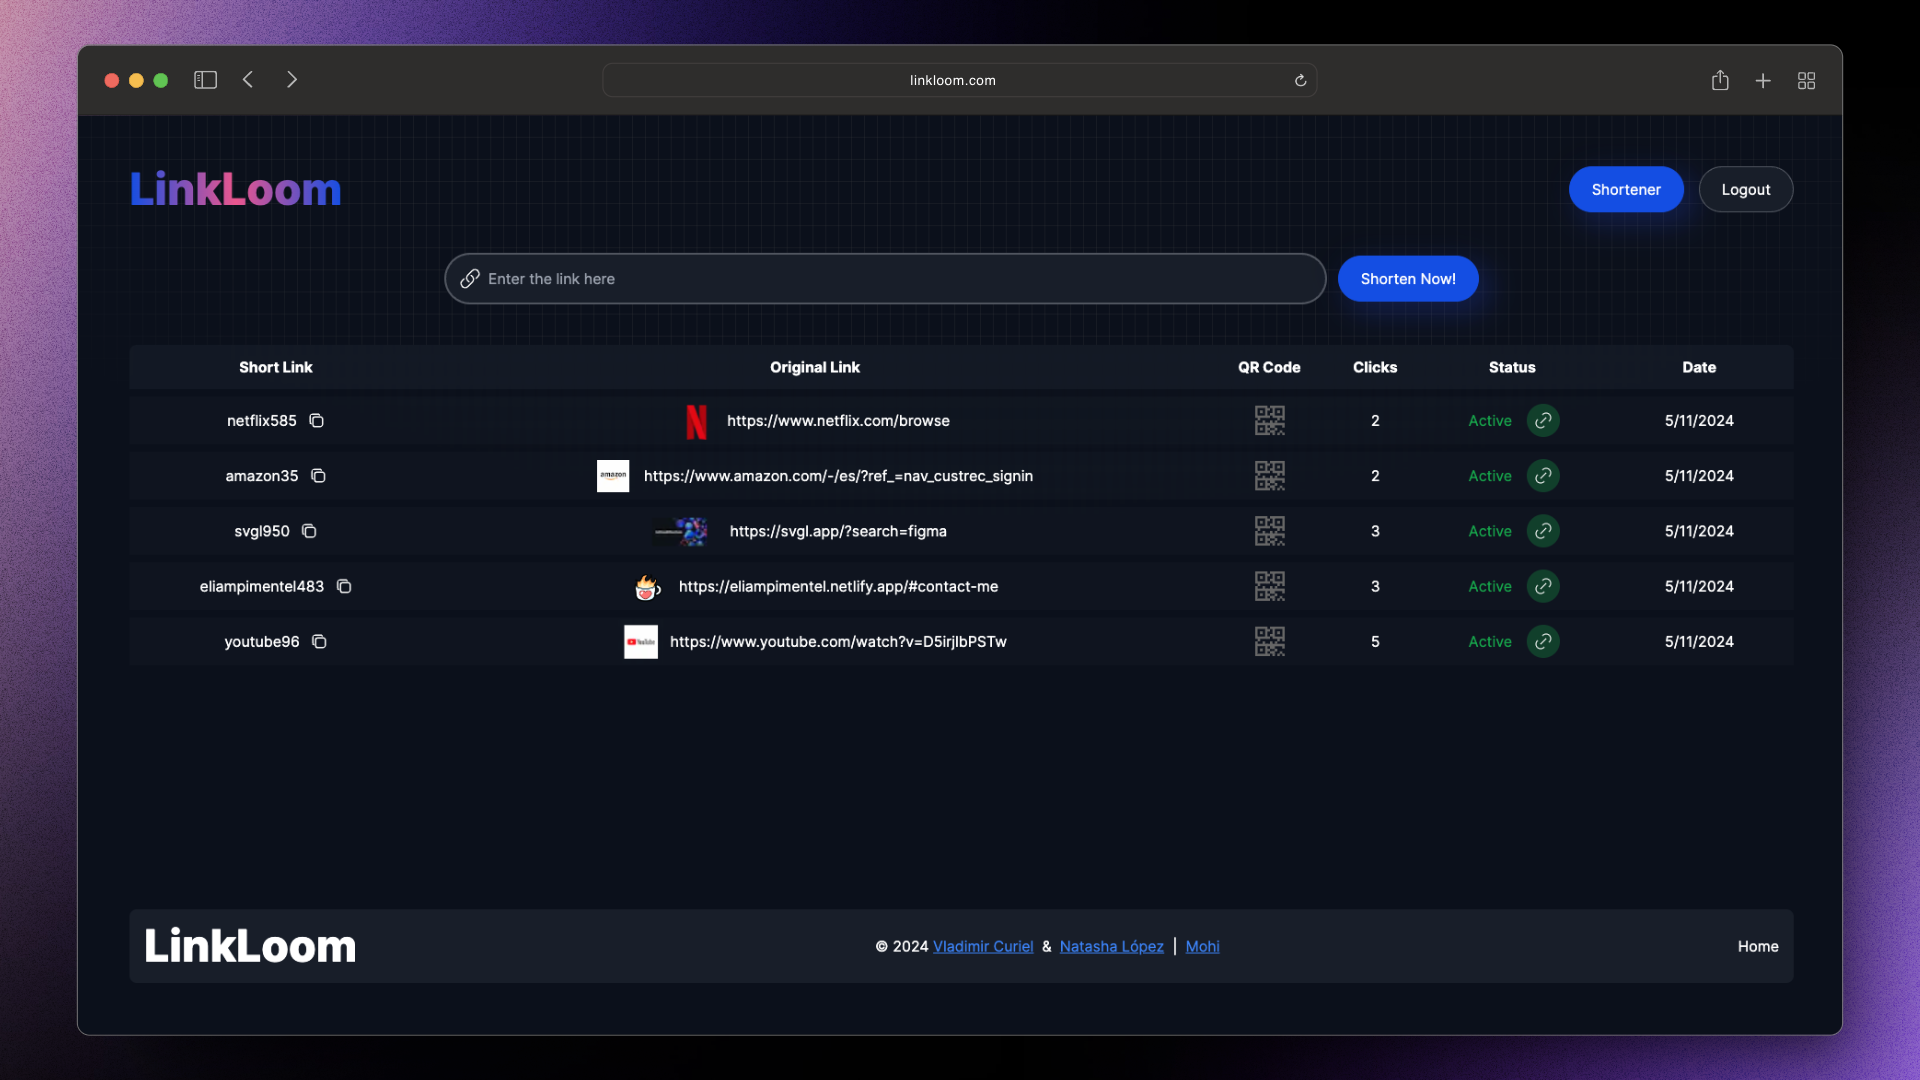 linkloom.com
LinkLoom
Shortener Logout
Enter the link here Shorten Now!
Short Link Original Link QR Code Clicks Status Date
netflix585 https://www.netflix.com/browse 2 Active 5/11/2024
amazon35 amazon https://www.amazon.com/-/es/?ref_=nav_custrec_signin 2 Active 5/11/2024
svgl950 https://svgl.app/?search=figma 3 Active 5/11/2024
eliampimentel483 https://eliampimentel.netlify.app/#contact-me 3 Active 5/11/2024
youtube96 YouTube https://www.youtube.com/watch?v=D5irjlbPSTw 5 Active 5/11/2024
LinkLoom © 2024 Vladimir Curiel & Natasha López | Mohi Home